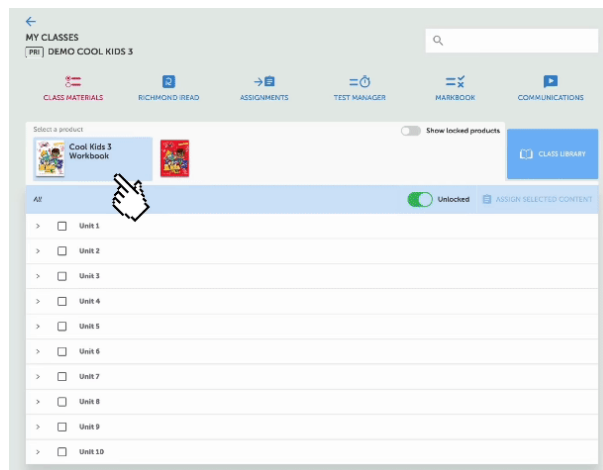 MY CLASSES
PRI DEMO COOL KIDS 3
CLASS MATERIALS
RICHMOND IREAD
ASSIGNMENTS
TEST MANAGER
MARKBOOK
COMMUNICATIONS
Select a product
Show locked products
Cool Kids 3
Workbook
CLASS LIBRARY
All
Unlocked
ASSIGN SELECTED CONTENT
Unit 1
Unit 2
Unit 3
Unit 4
Unit 5
Unit 6
Unit 7
Unit 8
Unit 9
Unit 10